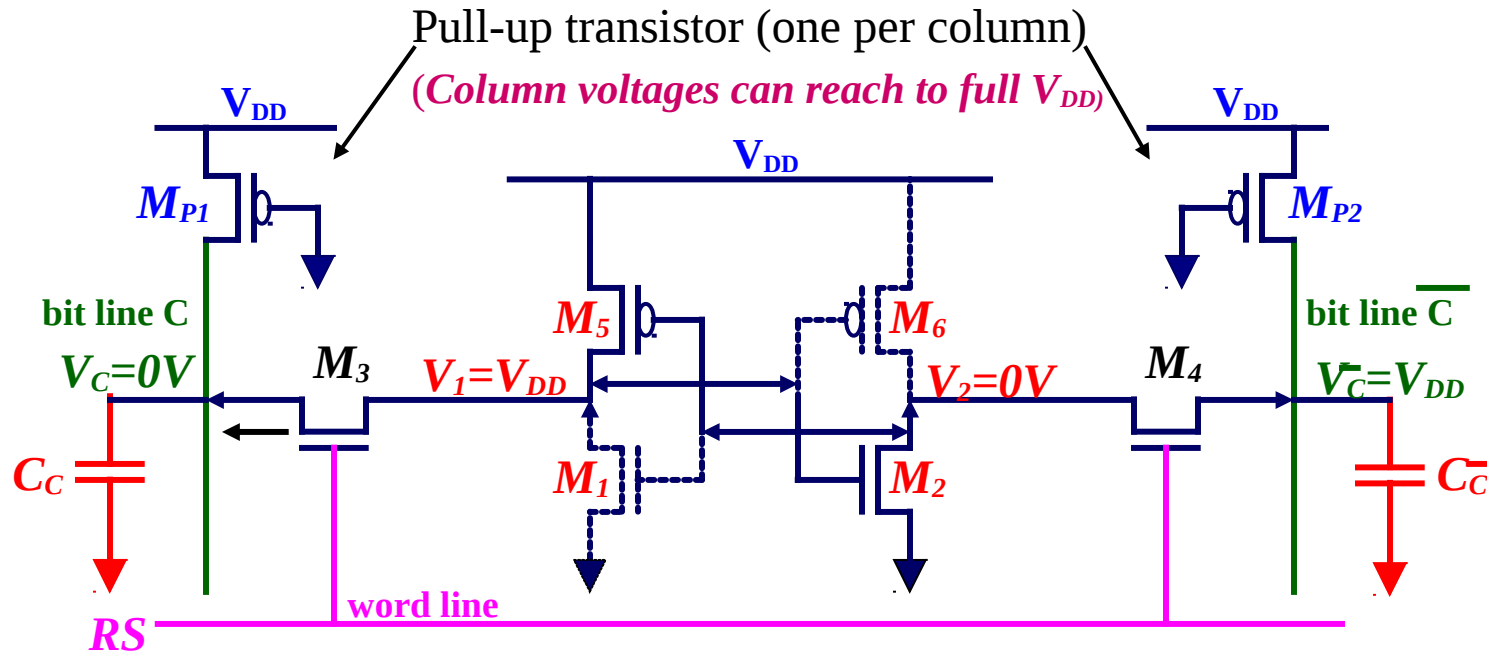 Pull-up transistor (one per column)
(Column voltages can reach to full VDD)
VDD
VDD
VDD
MP1
MP2
bit line C
bit line C̅
M5
M6
VC=0V
M3
V1=VDD
V2=0V
M4
VC̅=VDD
CC
M1
M2
CC̅
word line
RS